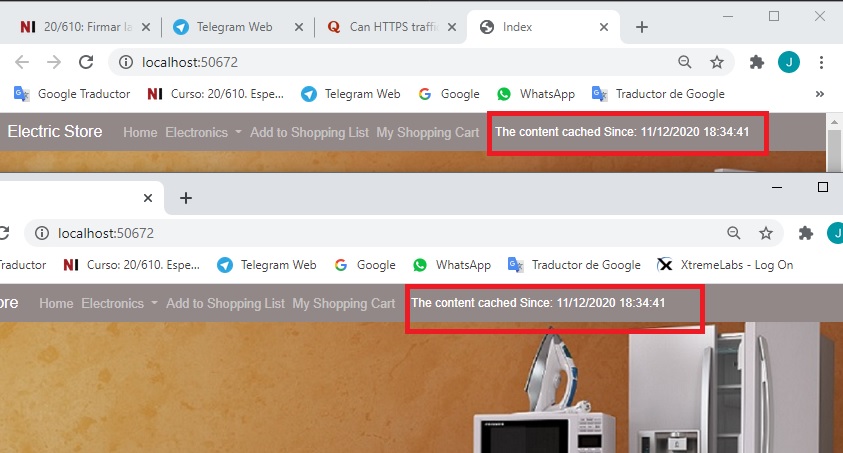 NI 20/610: Firmar la
Telegram Web
Q Can HTTPS traffi
Index
localhost:50672
J
Google Traductor
NI Curso: 20/610. Espe...
Telegram Web
G Google
WhatsApp
Traductor de Google
»
Electric Store Home Electronics Add to Shopping List My Shopping Cart The content cached Since: 11/12/2020 18:34:41
localhost:50672
J
Traductor
NI Curso: 20/610. Espe...
Telegram Web
G Google
WhatsApp
Traductor de Google
X XtremeLabs - Log On
ore Home Electronics Add to Shopping List My Shopping Cart The content cached Since: 11/12/2020 18:34:41